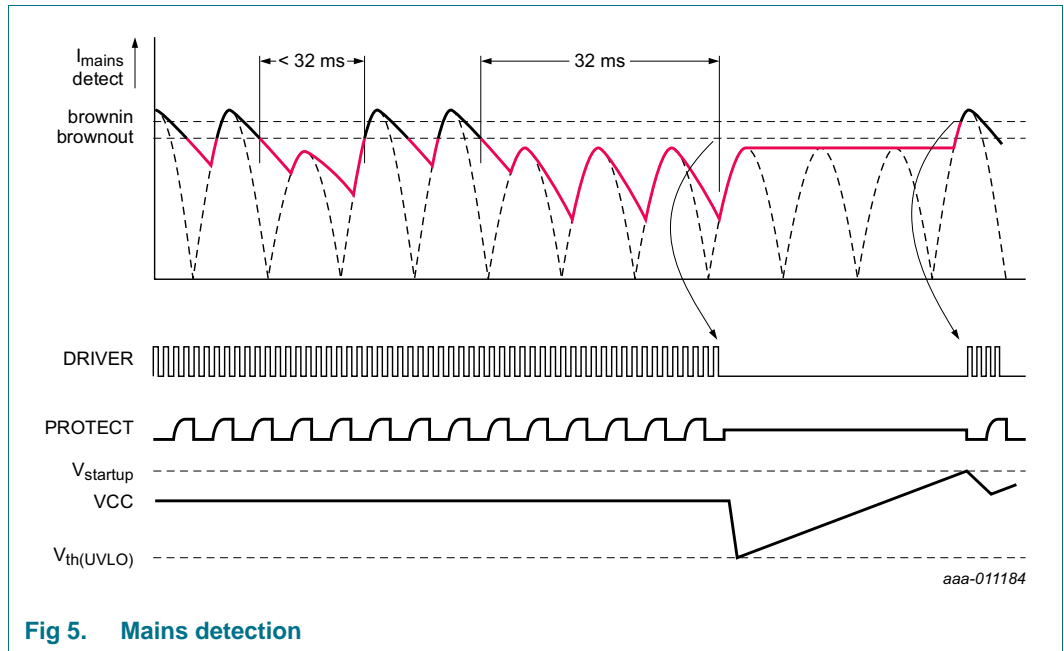 I mains
detect
< 32 ms
32 ms
brownin
brownout
DRIVER
PROTECT
Vstartup
VCC
Vth(UVLO)
aaa-011184
Fig 5. Mains detection